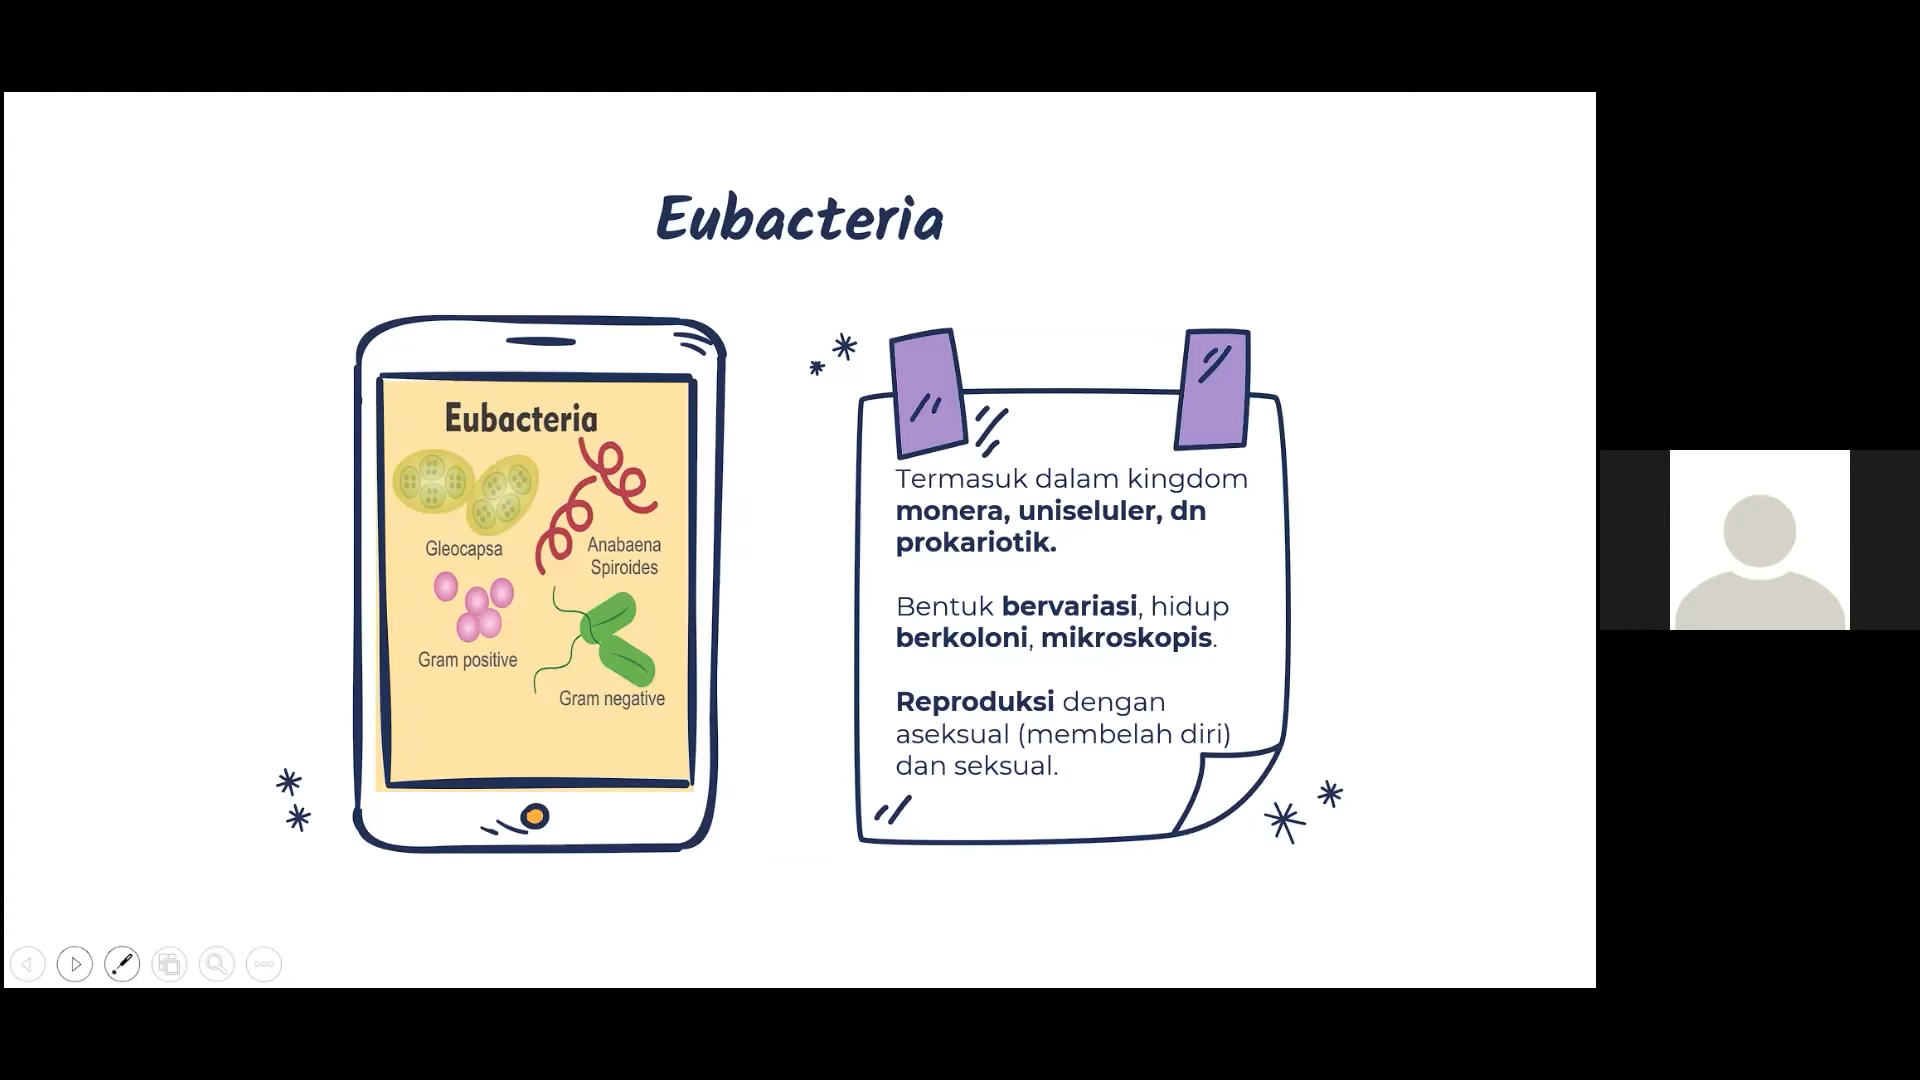 Eubacteria
Eubacteria
Gleocapsa
Anabaena
Spiroides
Gram positive
Gram negative
Termasuk dalam kingdom
monera, uniseluler, dn
prokariotik.
Bentuk bervariasi, hidup
berkoloni, mikroskopis.
Reproduksi dengan
aseksual (membelah diri)
dan seksual.